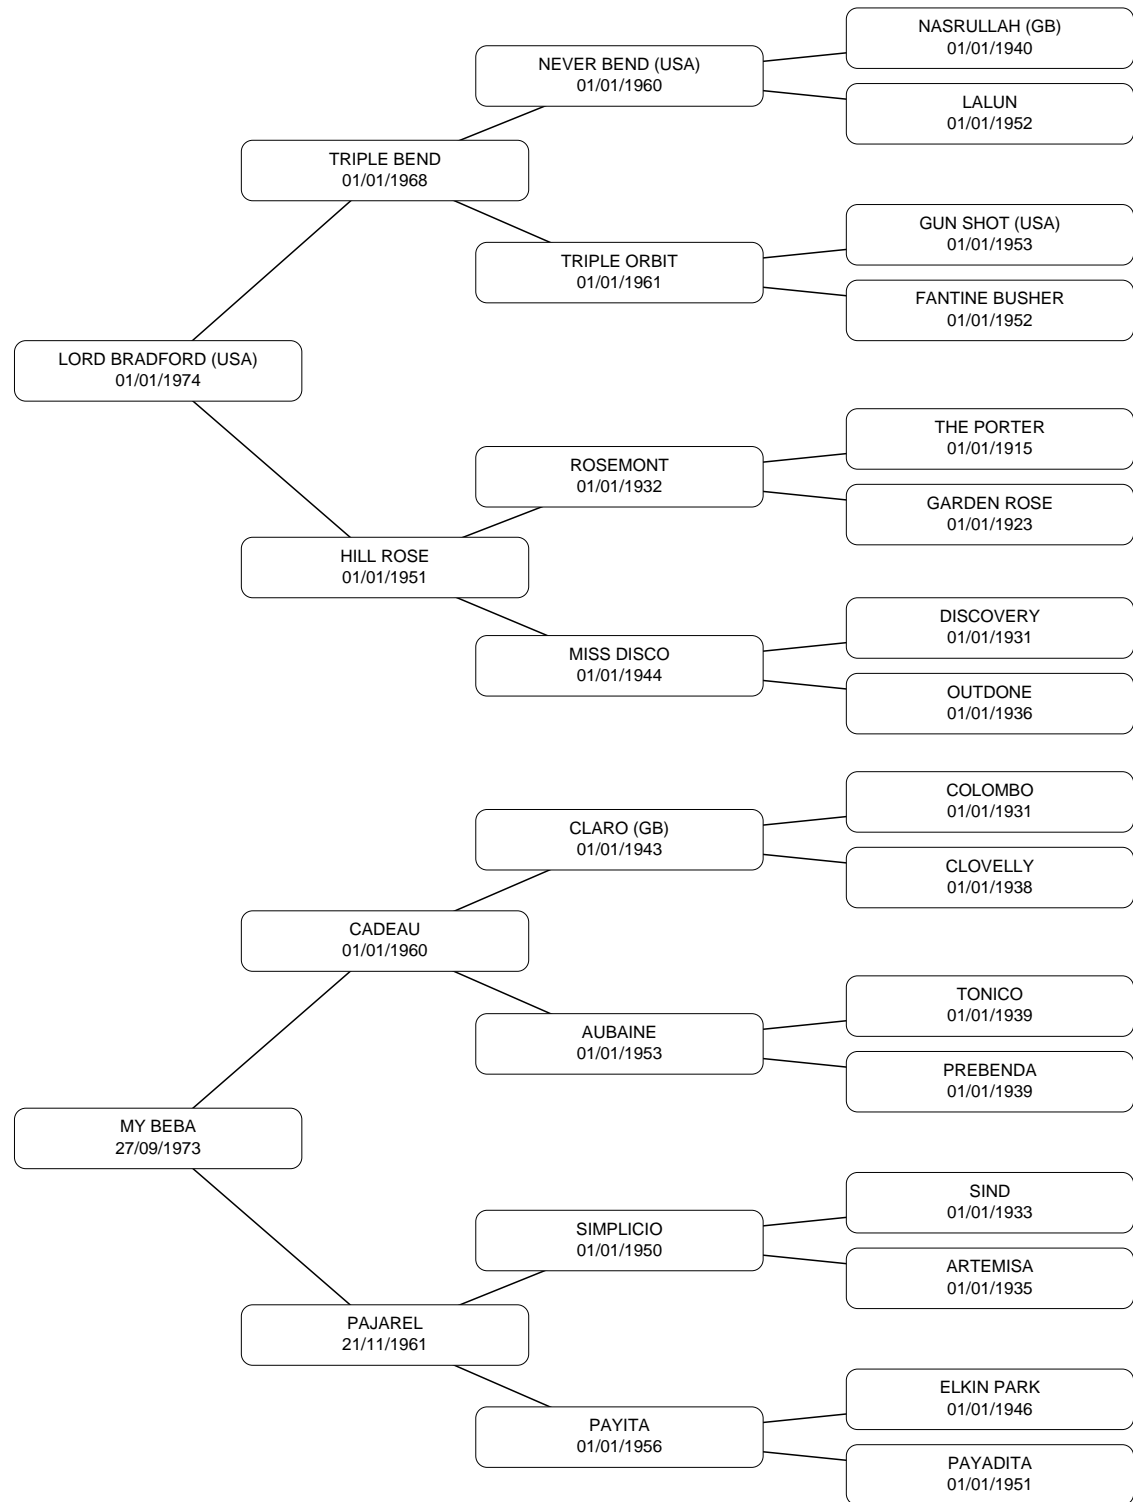 NASRULLAH (GB)
01/01/1940
NEVER BEND (USA)
01/01/1960
LALUN
01/01/1952
TRIPLE BEND
01/01/1968
GUN SHOT (USA)
01/01/1953
TRIPLE ORBIT
01/01/1961
FANTINE BUSHER
01/01/1952
LORD BRADFORD (USA)
01/01/1974
THE PORTER
01/01/1915
ROSEMONT
01/01/1932
GARDEN ROSE
01/01/1923
HILL ROSE
01/01/1951
DISCOVERY
01/01/1931
MISS DISCO
01/01/1944
OUTDONE
01/01/1936
COLOMBO
01/01/1931
CLARO (GB)
01/01/1943
CLOVELLY
01/01/1938
CADEAU
01/01/1960
TONICO
01/01/1939
AUBAINE
01/01/1953
PREBENDA
01/01/1939
MY BEBA
27/09/1973
SIND
01/01/1933
SIMPLICIO
01/01/1950
ARTEMISA
01/01/1935
PAJAREL
21/11/1961
ELKIN PARK
01/01/1946
PAYITA
01/01/1956
PAYADITA
01/01/1951